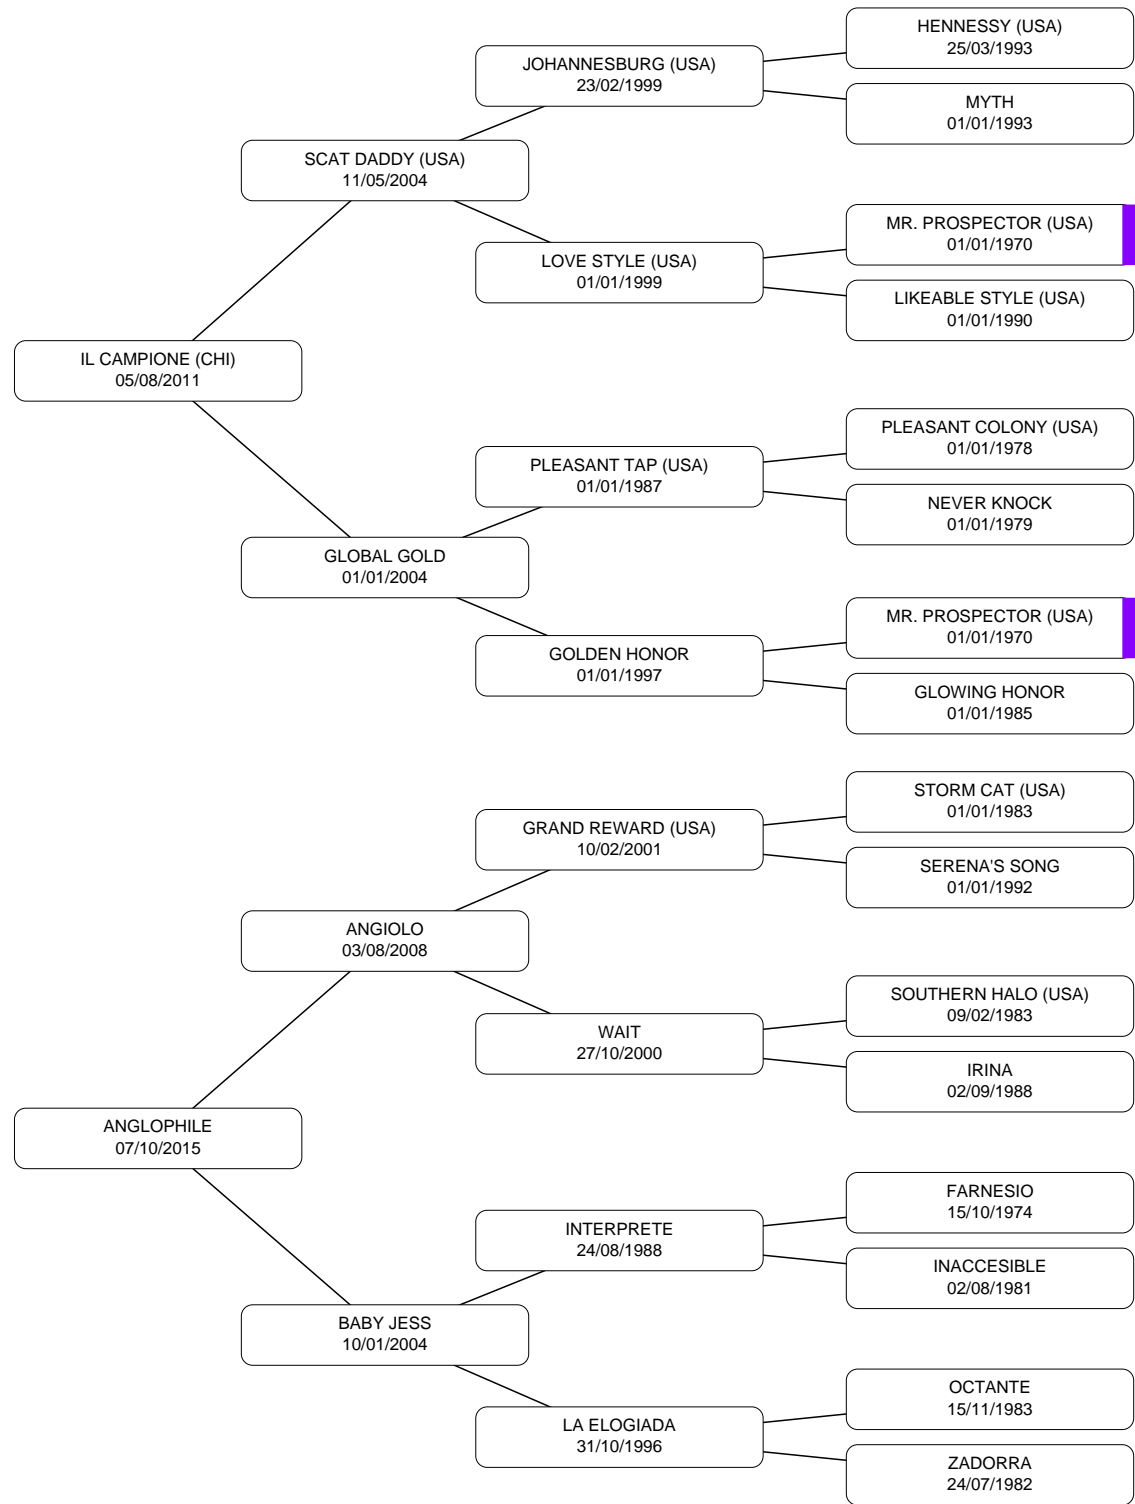 HENNESSY (USA)
25/03/1993
JOHANNESBURG (USA)
23/02/1999
MYTH
01/01/1993
SCAT DADDY (USA)
11/05/2004
MR. PROSPECTOR (USA)
01/01/1970
LOVE STYLE (USA)
01/01/1999
LIKEABLE STYLE (USA)
01/01/1990
IL CAMPIONE (CHI)
05/08/2011
PLEASANT COLONY (USA)
01/01/1978
PLEASANT TAP (USA)
01/01/1987
NEVER KNOCK
01/01/1979
GLOBAL GOLD
01/01/2004
MR. PROSPECTOR (USA)
01/01/1970
GOLDEN HONOR
01/01/1997
GLOWING HONOR
01/01/1985
STORM CAT (USA)
01/01/1983
GRAND REWARD (USA)
10/02/2001
SERENA'S SONG
01/01/1992
ANGIOLO
03/08/2008
SOUTHERN HALO (USA)
09/02/1983
WAIT
27/10/2000
IRINA
02/09/1988
ANGLOPHILE
07/10/2015
FARNESIO
15/10/1974
INTERPRETE
24/08/1988
INACCESIBLE
02/08/1981
BABY JESS
10/01/2004
OCTANTE
15/11/1983
LA ELOGIADA
31/10/1996
ZADORRA
24/07/1982